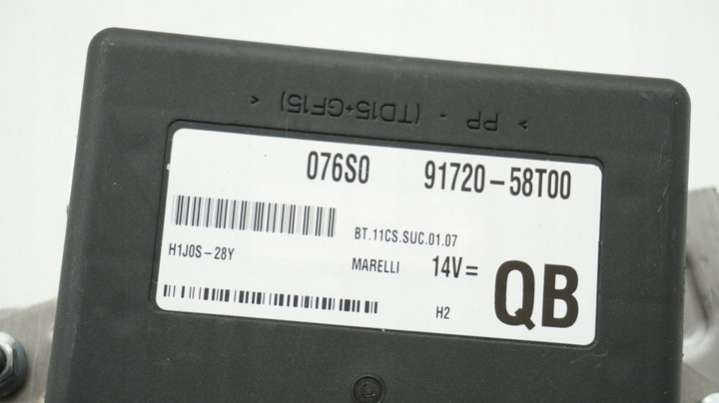 > PP - (TD15+GF15) <
076S0 91720-58T00
BT.11CS.SUC.01.07
H1J0S-28Y
MARELLI 14V= QB
H2